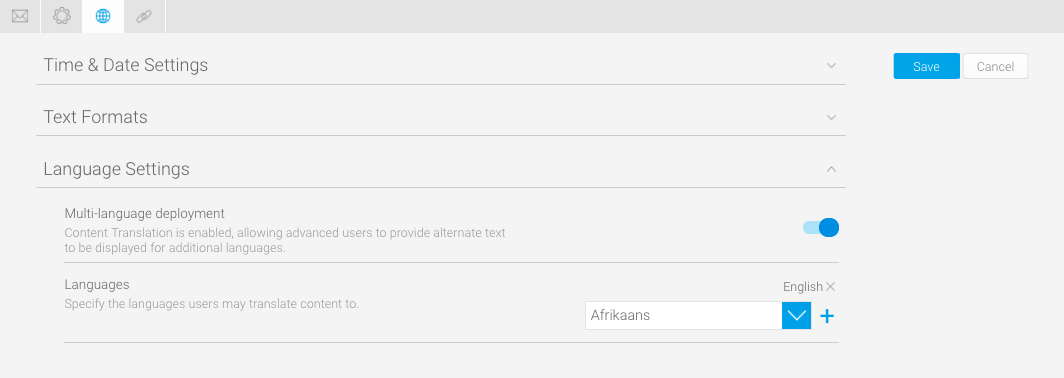 Time & Date Settings
Save
Cancel
Text Formats
Language Settings
Multi-language deployment
Content Translation is enabled, allowing advanced users to provide alternate text
to be displayed for additional languages.
Languages
English
Specify the languages users may translate content to.
Afrikaans